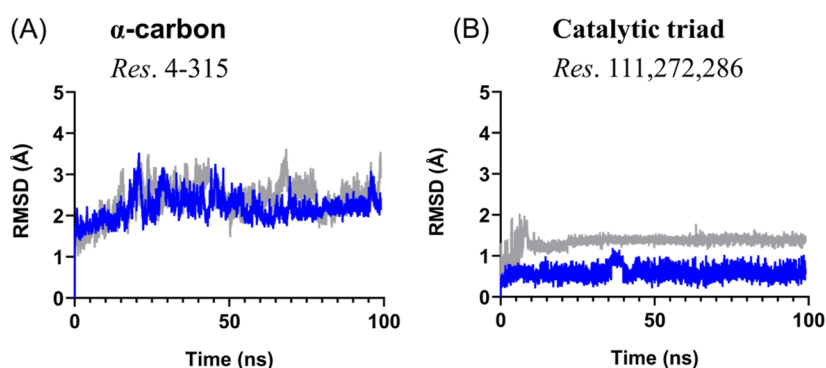 (A) α-carbon
Res. 4-315
5
4
3
2
1
0
RMSD (Å)
0 50 100
Time (ns)
(B) Catalytic triad
Res. 111,272,286
5
4
3
2
1
0
RMSD (Å)
0 50 100
Time (ns)